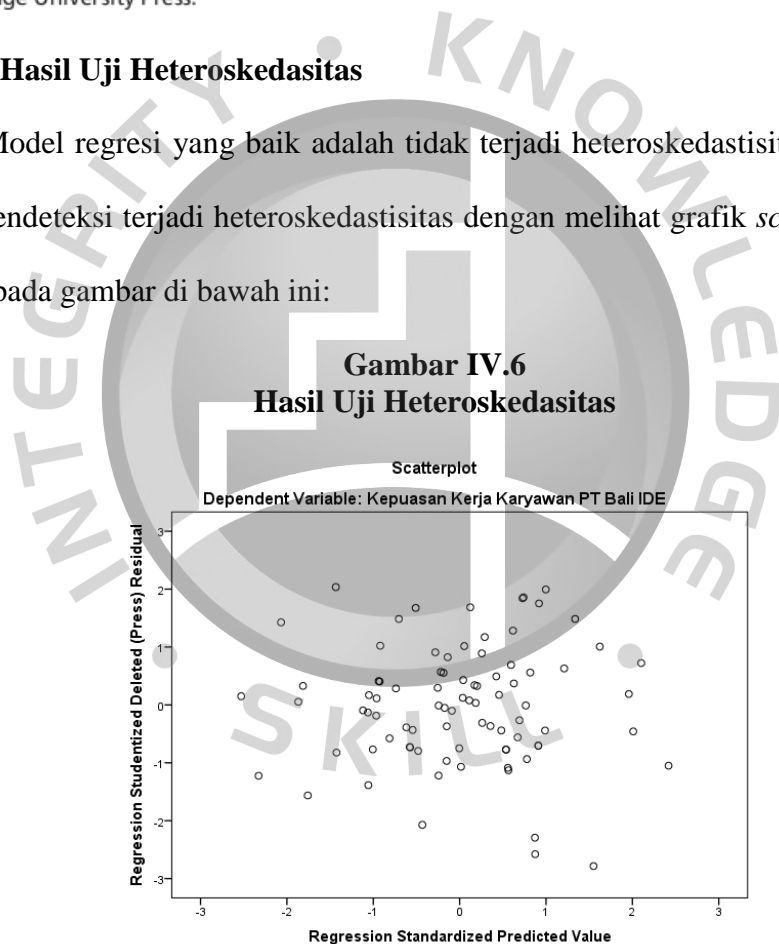 ge University Press.
Hasil Uji Heteroskedasitas
Model regresi yang baik adalah tidak terjadi heteroskedastisit
endeteksi terjadi heteroskedastisitas dengan melihat grafik sc
pada gambar di bawah ini:
Gambar IV.6
Hasil Uji Heteroskedasitas
Scatterplot
Dependent Variable: Kepuasan Kerja Karyawan PT Bali IDE
Regression Studentized Deleted (Press) Residual
3
2
1
0
-1
-2
-3
-3 -2 -1 0 1 2 3
Regression Standardized Predicted Value
INTEGRITY • KNOWLEDGE • SKILL •